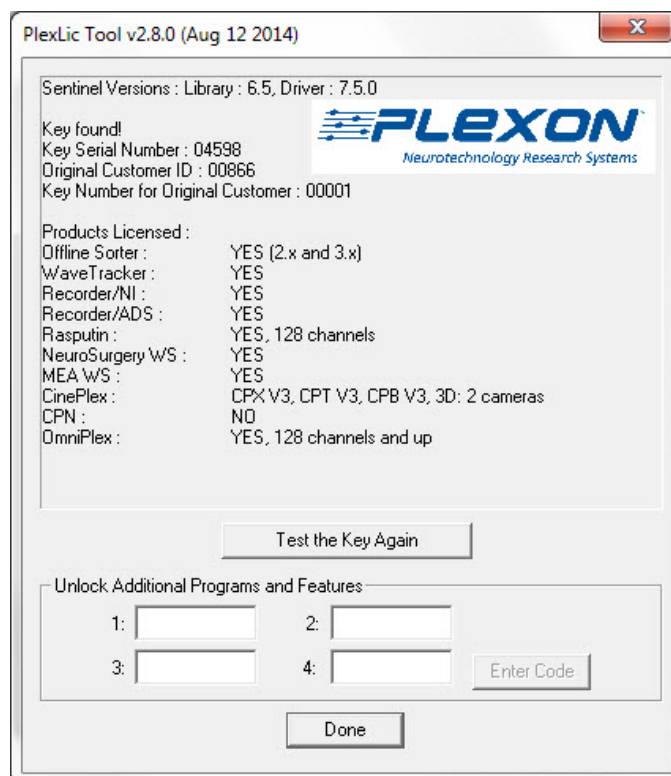 PlexLic Tool v2.8.0 (Aug 12 2014)
Sentinel Versions : Library : 6.5, Driver : 7.5.0
PLEXON™
Neurotechnology Research Systems
Key found!
Key Serial Number : 04598
Original Customer ID : 00866
Key Number for Original Customer : 00001
Products Licensed :
Offline Sorter : YES (2.x and 3.x)
WaveTracker : YES
Recorder/NI : YES
Recorder/ADS : YES
Rasputin : YES, 128 channels
NeuroSurgery WS : YES
MEA WS : YES
CinePlex : CPX V3, CPT V3, CPB V3, 3D: 2 cameras
CPN : NO
OmniPlex : YES, 128 channels and up
Test the Key Again
Unlock Additional Programs and Features
1: 2:
3: 4: Enter Code
Done